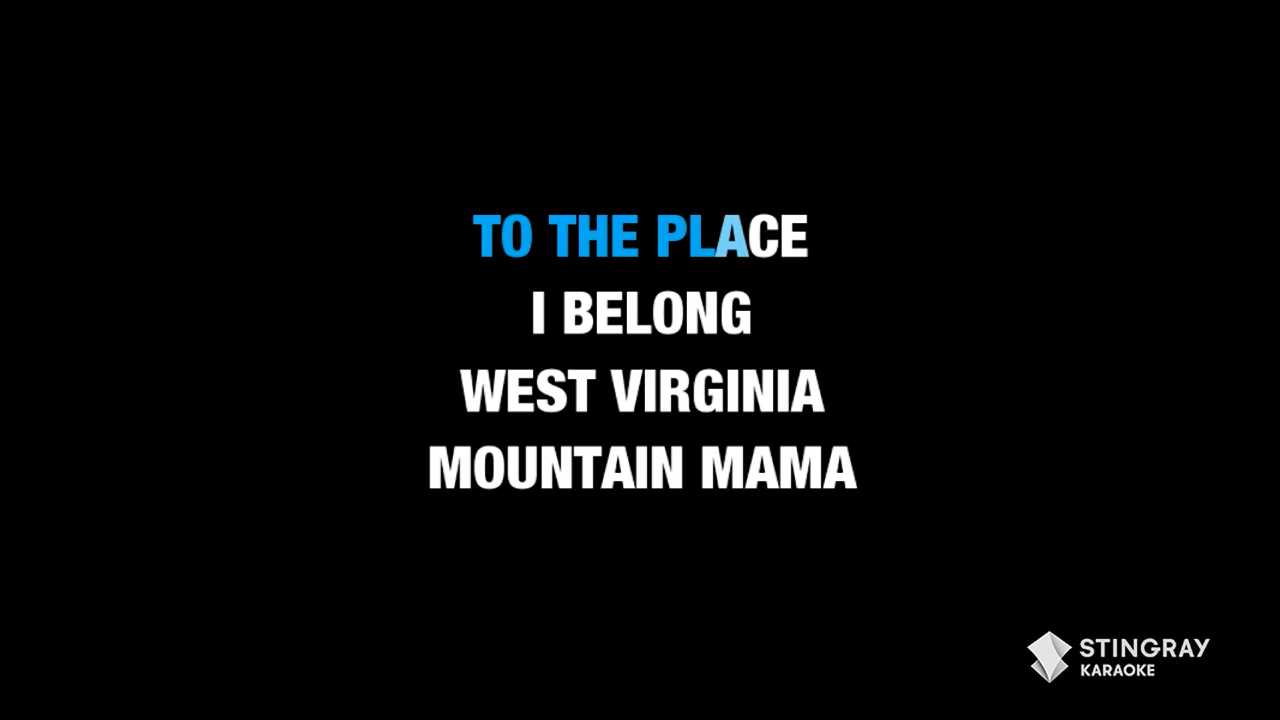 TO THE PLACE
I BELONG
WEST VIRGINIA
MOUNTAIN MAMA
STINGRAY
KARAOKE